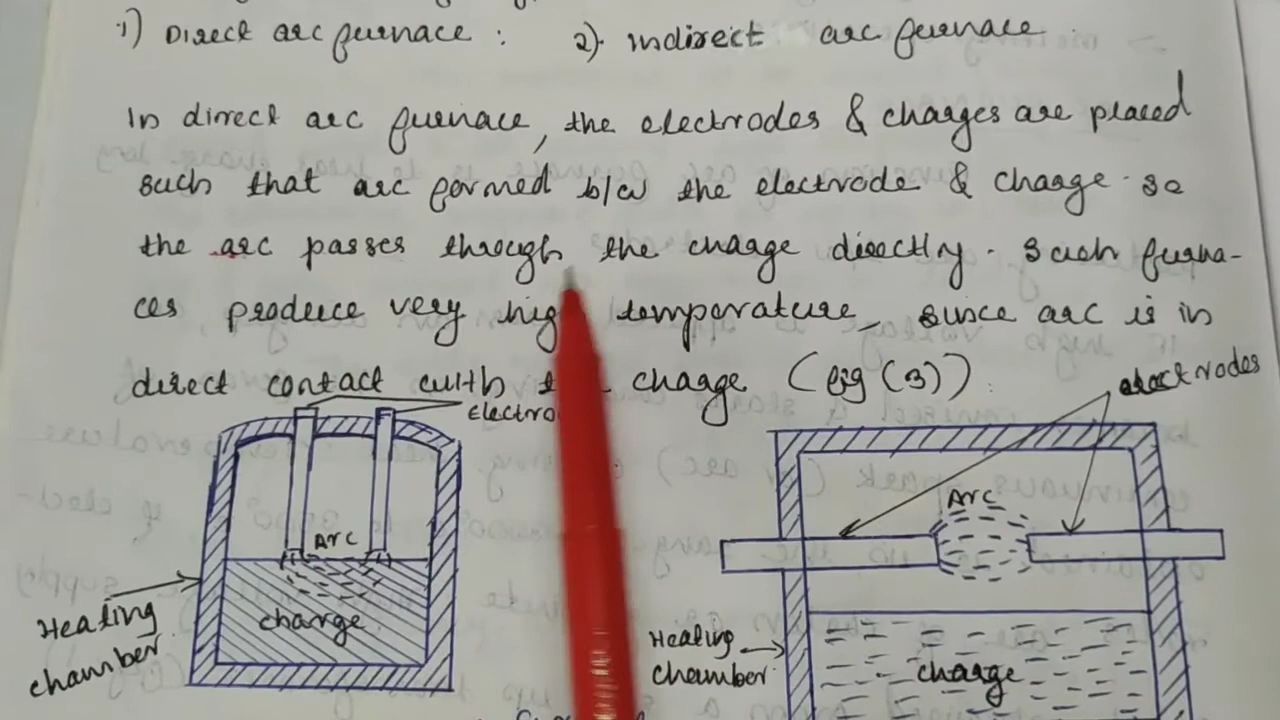 1) Direct arc furnace : 2). Indirect arc furnace :
In direct arc furnace, the electrodes & charges are placed
such that arc formed b/w the electrode & charge. so
the arc passes through the charge directly. Such furna-
ces produce very hig temperature, since arc is in
direct contact with t charge (fig (3)).
Electro
electrodes
Arc
Arc
charge
Heating
chamber
Heating
chamber
charge